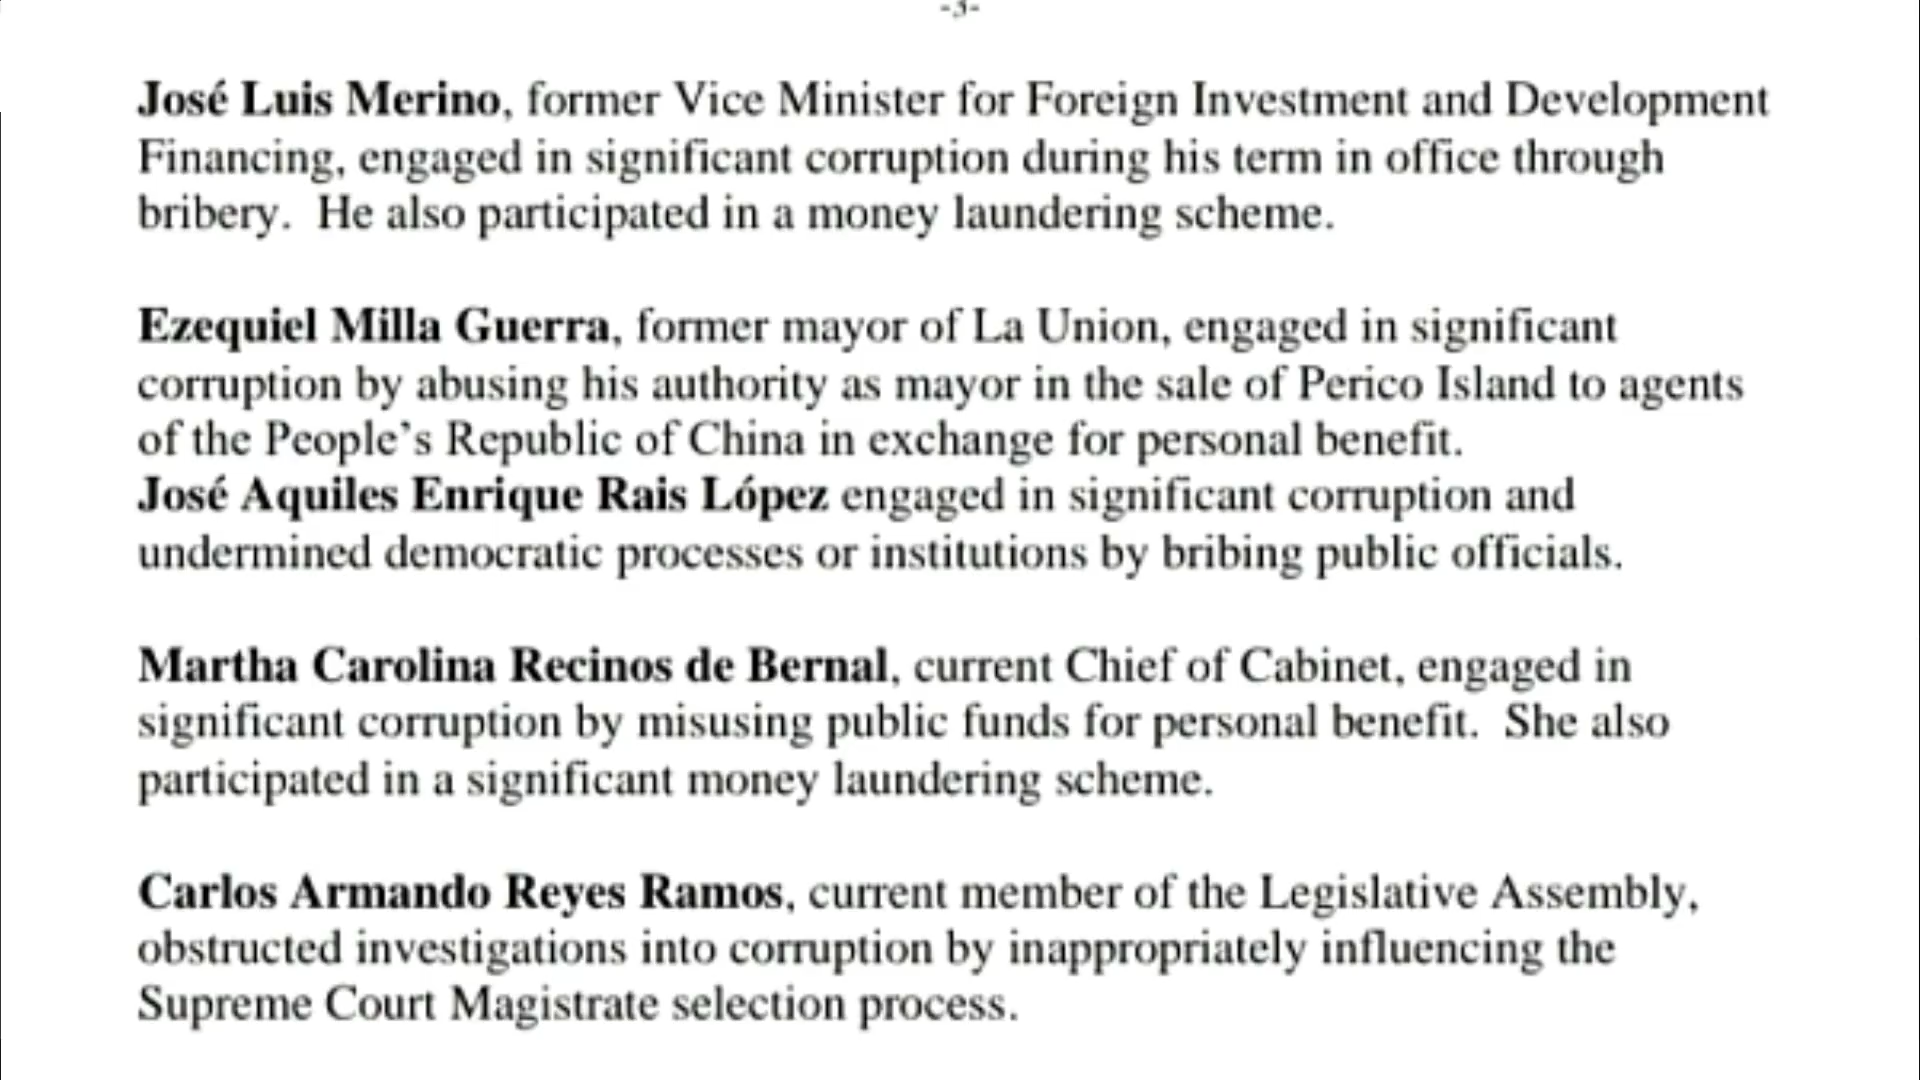 -3-
José Luis Merino, former Vice Minister for Foreign Investment and Development
Financing, engaged in significant corruption during his term in office through
bribery.  He also participated in a money laundering scheme.
Ezequiel Milla Guerra, former mayor of La Union, engaged in significant
corruption by abusing his authority as mayor in the sale of Perico Island to agents
of the People’s Republic of China in exchange for personal benefit.
José Aquiles Enrique Rais López engaged in significant corruption and
undermined democratic processes or institutions by bribing public officials.
Martha Carolina Recinos de Bernal, current Chief of Cabinet, engaged in
significant corruption by misusing public funds for personal benefit.  She also
participated in a significant money laundering scheme.
Carlos Armando Reyes Ramos, current member of the Legislative Assembly,
obstructed investigations into corruption by inappropriately influencing the
Supreme Court Magistrate selection process.